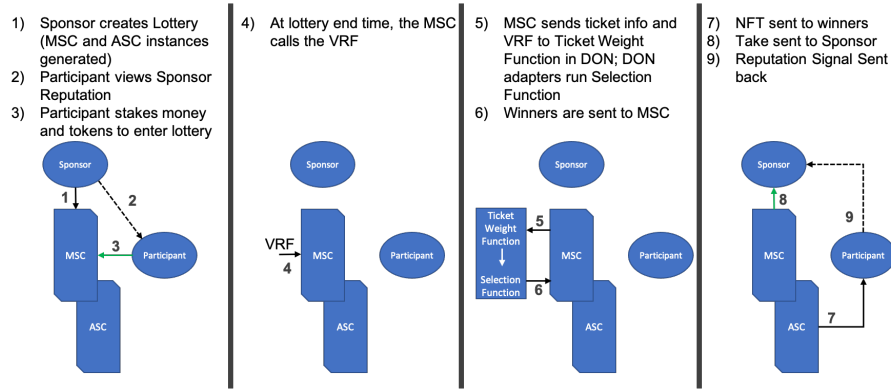 1) Sponsor creates Lottery
(MSC and ASC instances
generated)
2) Participant views Sponsor
Reputation
3) Participant stakes money
and tokens to enter lottery
Sponsor
1
2
MSC
3
Participant
ASC
4) At lottery end time, the MSC
calls the VRF
Sponsor
VRF
4
MSC
Participant
ASC
5) MSC sends ticket info and
VRF to Ticket Weight
Function in DON; DON
adapters run Selection
Function
6) Winners are sent to MSC
Sponsor
Ticket
Weight
Function
Selection
Function
5
6
MSC
Participant
ASC
7) NFT sent to winners
8) Take sent to Sponsor
9) Reputation Signal Sent
back
Sponsor
8
9
MSC
Participant
ASC
7